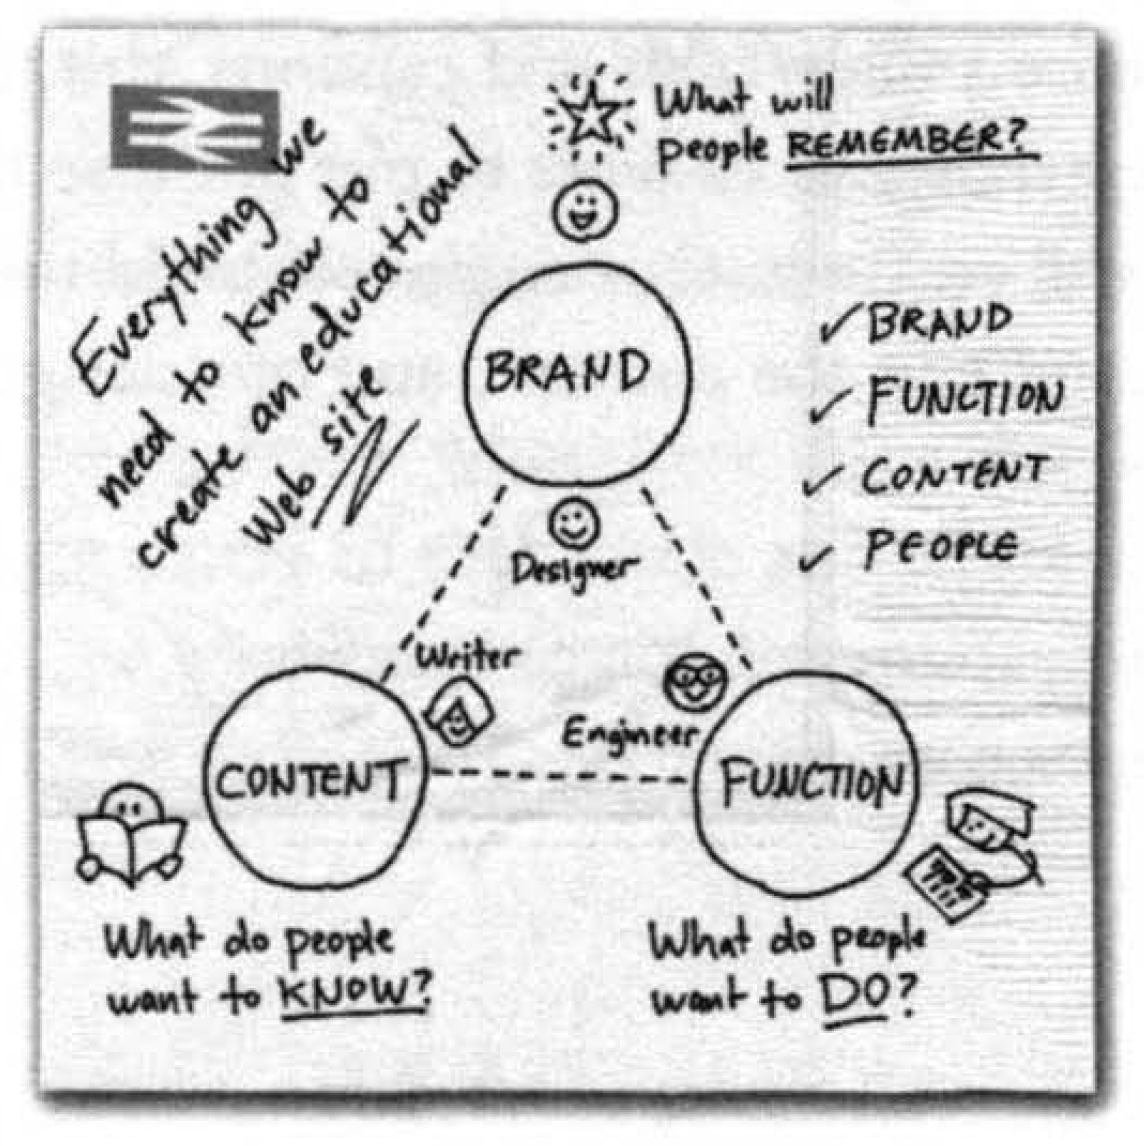 Everything we
need to know to
create an educational
Web site
What will
people REMEMBER?
BRAND
Designer
BRAND
FUNCTION
CONTENT
PEOPLE
Writer
Engineer
CONTENT
FUNCTION
What do people
want to KNOW?
What do people
want to DO?